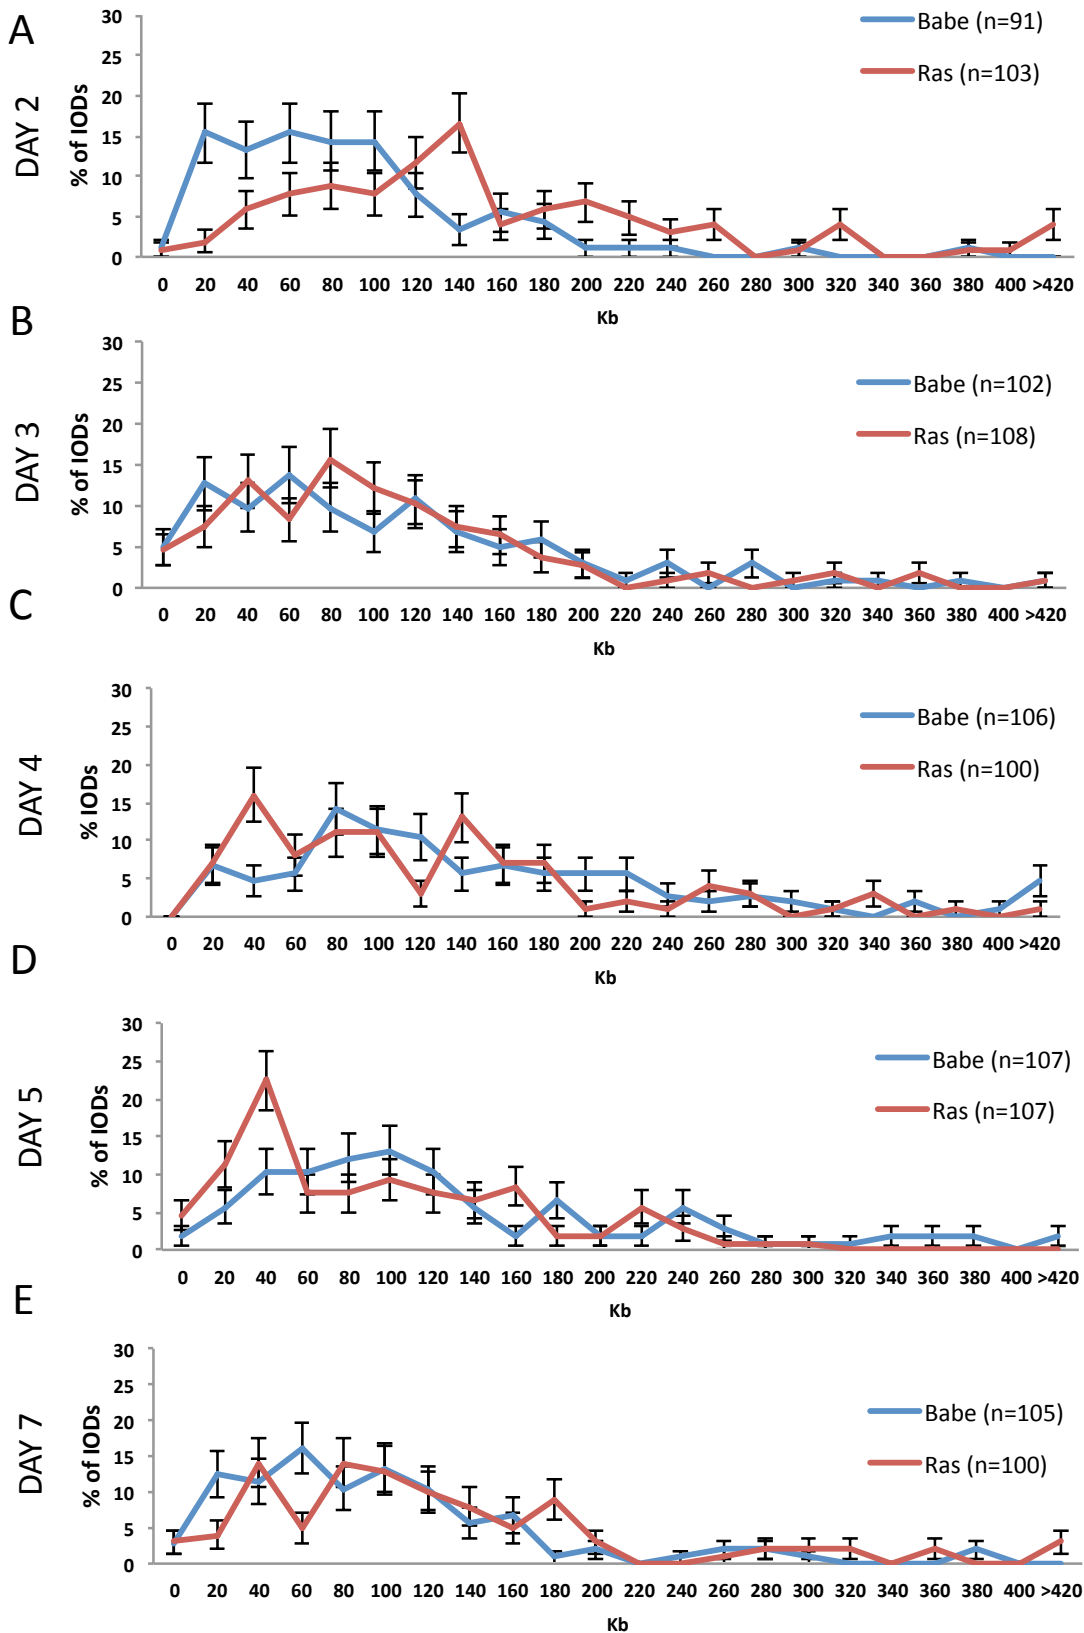 A
DAY 2
% of IODs
30
25
20
15
10
5
0
Babe (n=91)
Ras (n=103)
0 20 40 60 80 100 120 140 160 180 200 220 240 260 280 300 320 340 360 380 400 >420
Kb
B
DAY 3
% of IODs
30
25
20
15
10
5
0
Babe (n=102)
Ras (n=108)
0 20 40 60 80 100 120 140 160 180 200 220 240 260 280 300 320 340 360 380 400 >420
Kb
C
DAY 4
% IODs
30
25
20
15
10
5
0
Babe (n=106)
Ras (n=100)
0 20 40 60 80 100 120 140 160 180 200 220 240 260 280 300 320 340 360 380 400 >420
Kb
D
DAY 5
% of IODs
30
25
20
15
10
5
0
Babe (n=107)
Ras (n=107)
0 20 40 60 80 100 120 140 160 180 200 220 240 260 280 300 320 340 360 380 400 >420
Kb
E
DAY 7
% of IODs
30
25
20
15
10
5
0
Babe (n=105)
Ras (n=100)
0 20 40 60 80 100 120 140 160 180 200 220 240 260 280 300 320 340 360 380 400 >420
Kb